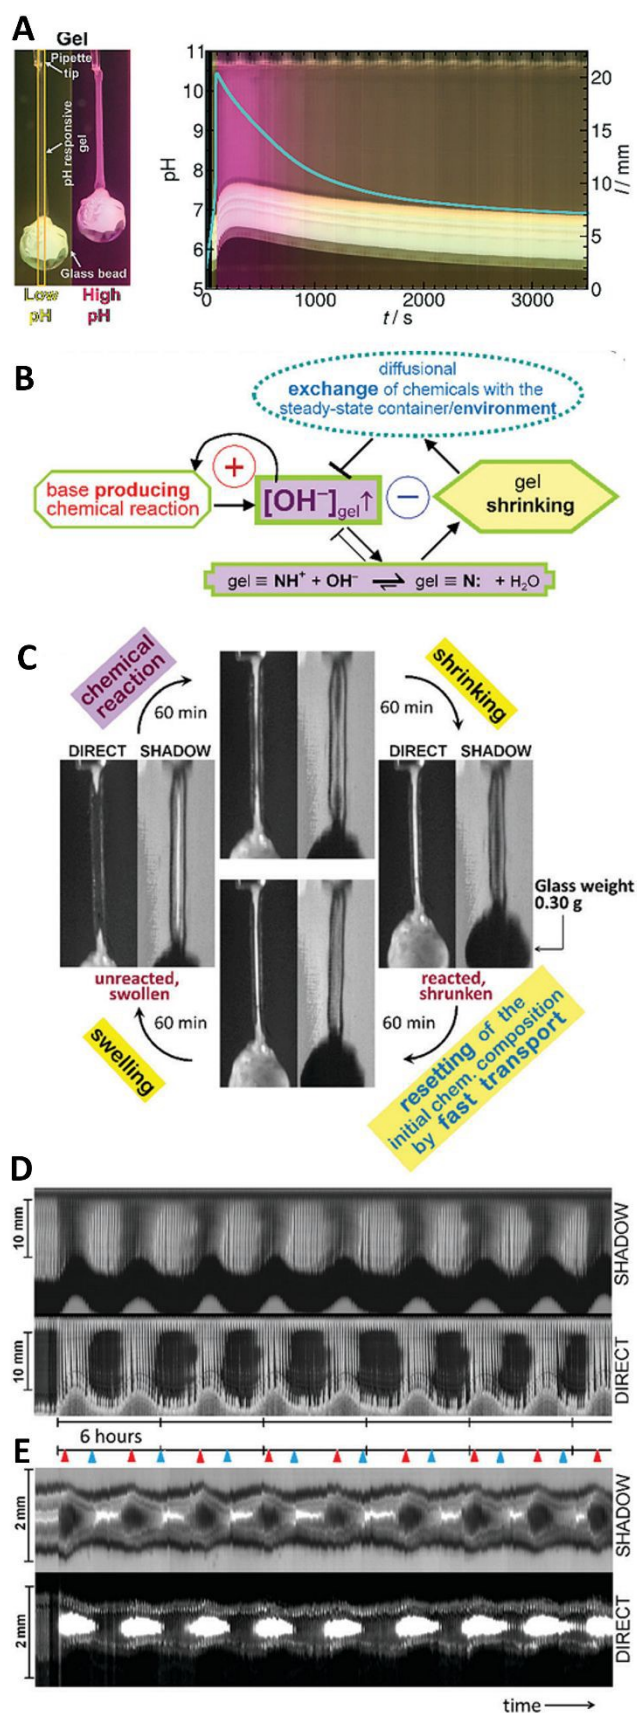 A
Gel
Pipette
tip
pH responsive
gel
Glass bead
Low
pH
High
pH
11
10
9
8
7
6
5
pH
0
1000
2000
3000
t / s
20
15
10
5
0
l / mm
B
diffusional
exchange of chemicals with the
steady-state container/environment
base producing
chemical reaction
+
[OH⁻]gel↑
−
gel
shrinking
gel ≡ NH⁺ + OH⁻ ⇌ gel ≡ N: + H₂O
C
chemical
reaction
60 min
60 min
shrinking
DIRECT SHADOW
DIRECT SHADOW
Glass weight
0.30 g
unreacted,
swollen
reacted,
shrunken
60 min
60 min
swelling
resetting of the
initial chem. composition
by fast transport
D
10 mm
SHADOW
10 mm
DIRECT
6 hours
E
2 mm
SHADOW
2 mm
DIRECT
time